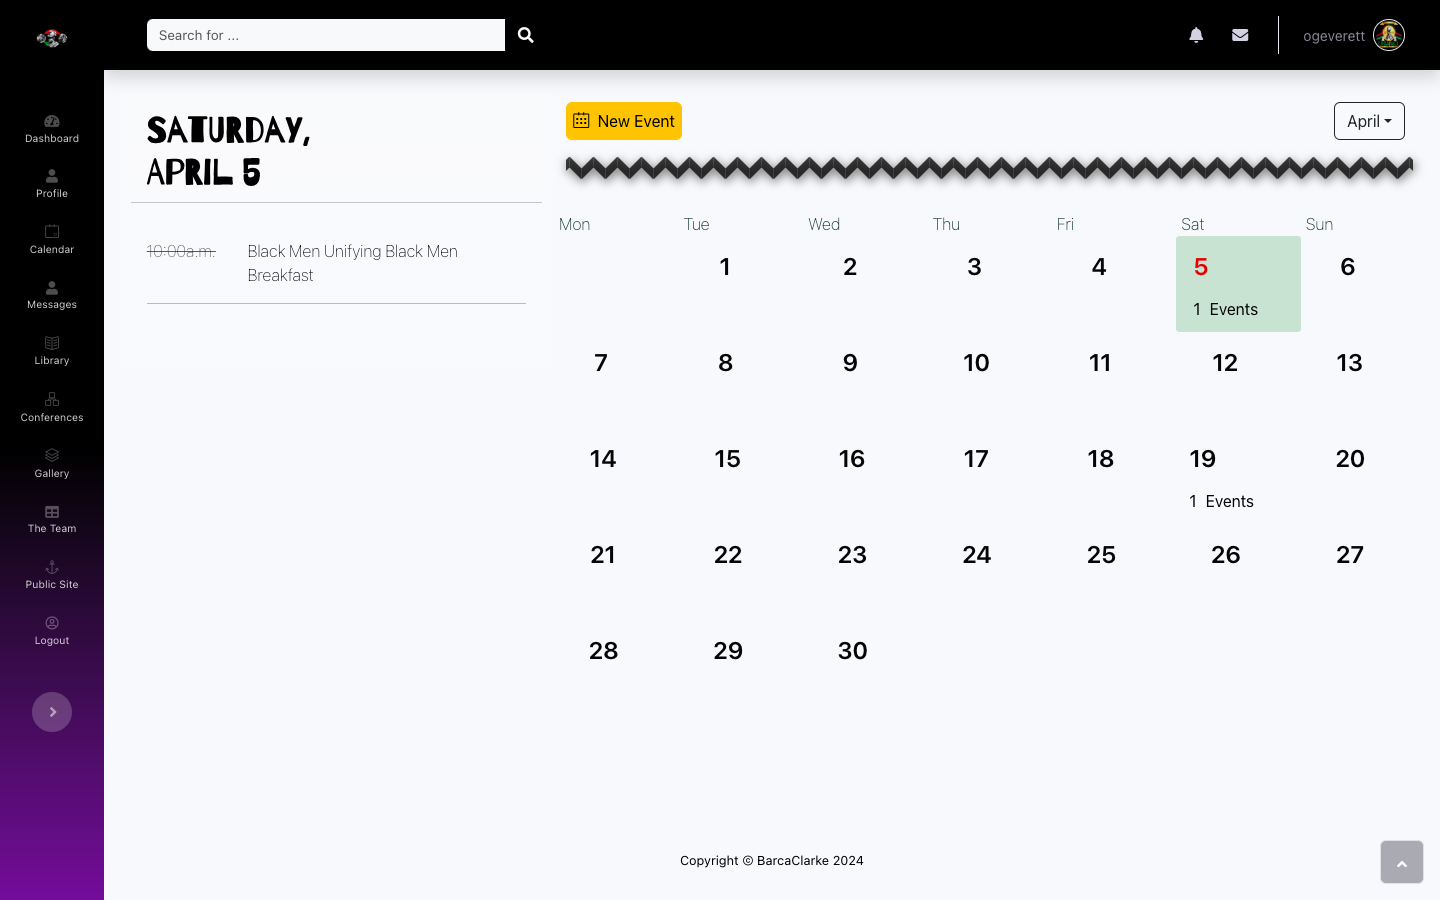 Search for ...
ogeverett
Dashboard
Profile
Calendar
Messages
Library
Conferences
Gallery
The Team
Public Site
Logout
SATURDAY,
APRIL 5
10:00a.m. Black Men Unifying Black Men
Breakfast
New Event
April
Mon Tue Wed Thu Fri Sat Sun
1 2 3 4 5 6
1 Events
7 8 9 10 11 12 13
14 15 16 17 18 19 20
1 Events
21 22 23 24 25 26 27
28 29 30
Copyright © BarcaClarke 2024